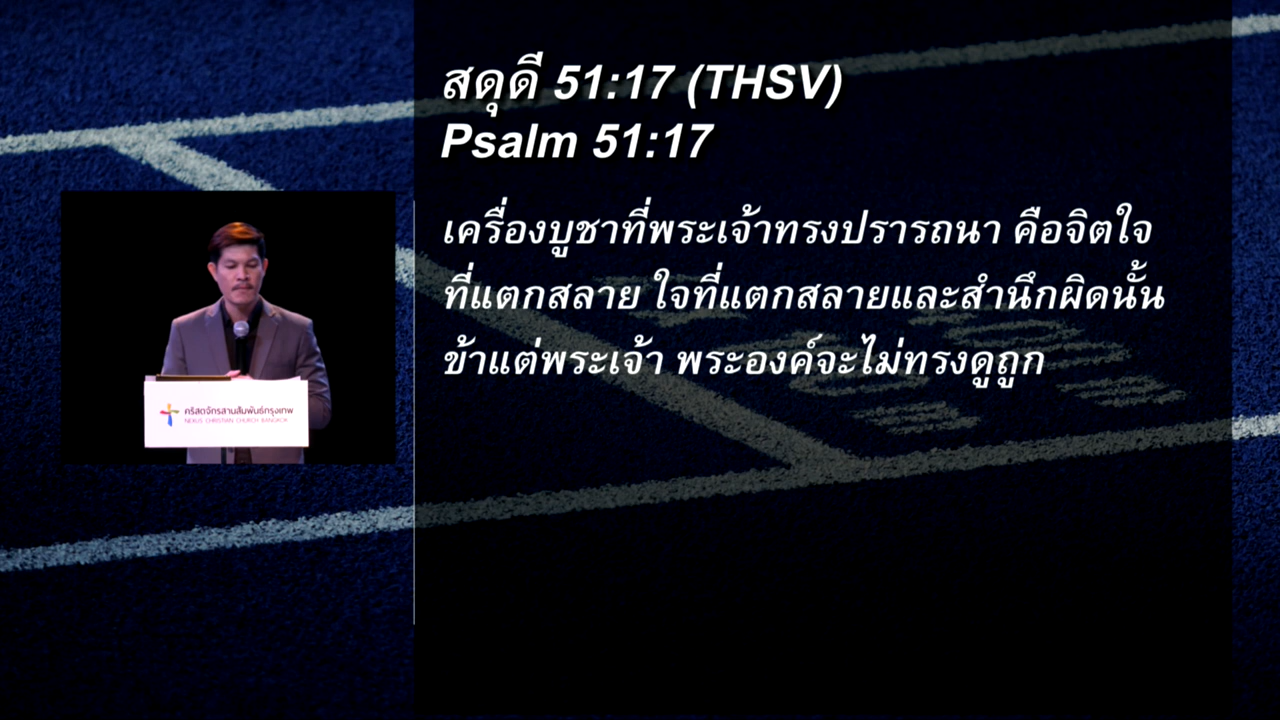 สดุดี 51:17 (THSV)
Psalm 51:17
เครื่องบูชาที่พระเจ้าทรงปรารถนา คือจิตใจ
ที่แตกสลาย ใจที่แตกสลายและสำนึกผิดนั้น
ข้าแต่พระเจ้า พระองค์จะไม่ทรงดูถูก
คริสตจักรสานสัมพันธ์กรุงเทพ
NEXUS CHRISTIAN CHURCH BANGKOK